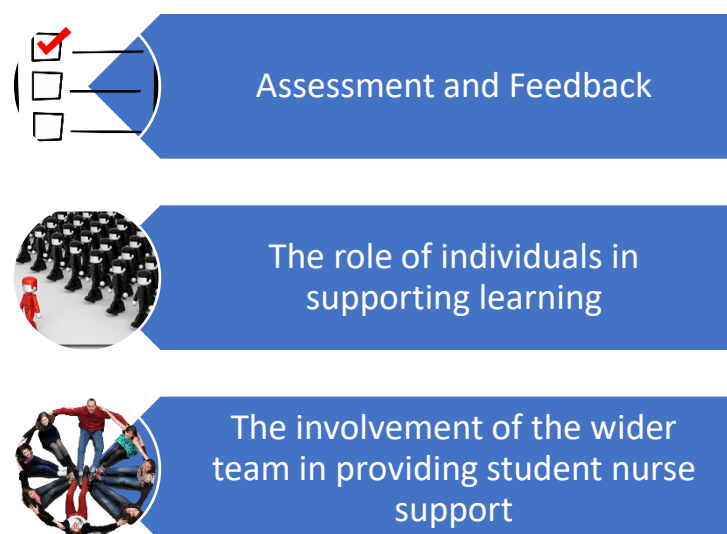 Assessment and Feedback
The role of individuals in
supporting learning
The involvement of the wider
team in providing student nurse
support